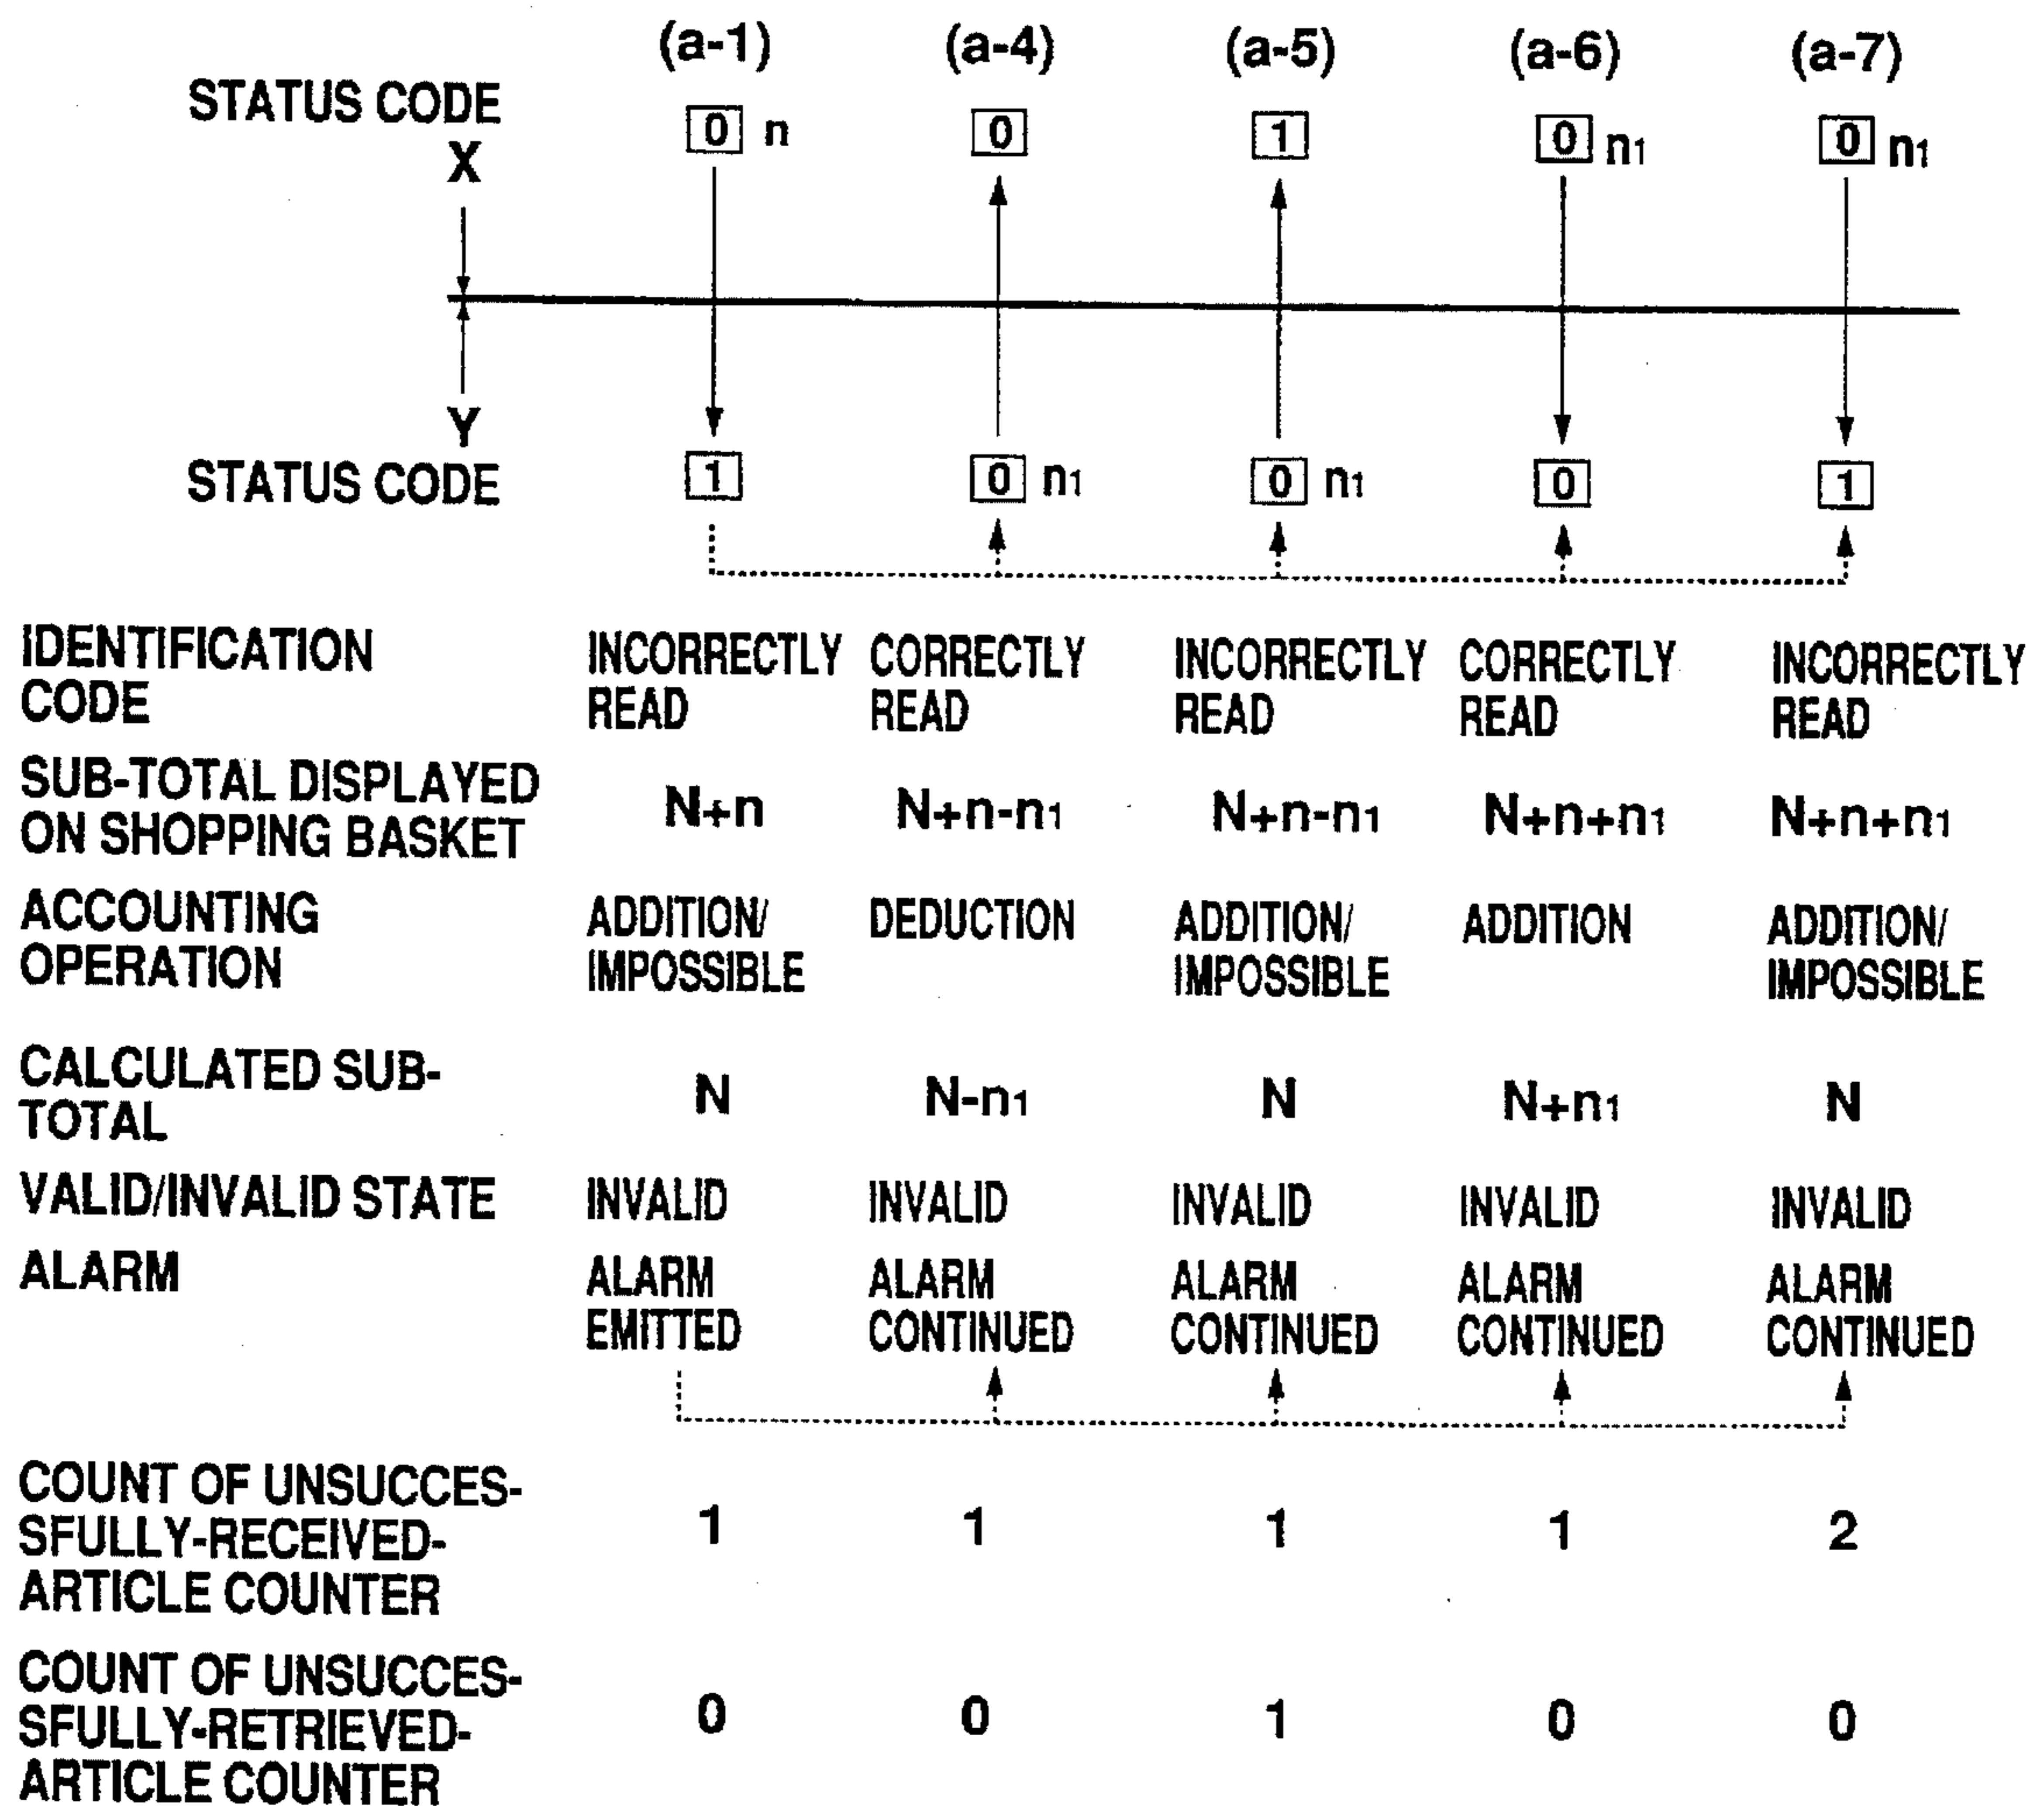 (a-1) (a-4) (a-5) (a-6) (a-7)
STATUS CODE 0 n 0 1 0 n1 0 n1
X
Y
STATUS CODE 1 0 n1 0 n1 0 1
IDENTIFICATION INCORRECTLY CORRECTLY INCORRECTLY CORRECTLY INCORRECTLY
CODE READ READ READ READ READ
SUB-TOTAL DISPLAYED
ON SHOPPING BASKET N+n N+n-n1 N+n-n1 N+n+n1 N+n+n1
ACCOUNTING ADDITION/ DEDUCTION ADDITION/ ADDITION ADDITION/
OPERATION IMPOSSIBLE IMPOSSIBLE IMPOSSIBLE
CALCULATED SUB-
TOTAL N N-n1 N N+n1 N
VALID/INVALID STATE INVALID INVALID INVALID INVALID INVALID
ALARM ALARM ALARM ALARM ALARM ALARM
EMITTED CONTINUED CONTINUED CONTINUED CONTINUED
COUNT OF UNSUCCES-
SFULLY-RECEIVED- 1 1 1 1 2
ARTICLE COUNTER
COUNT OF UNSUCCES-
SFULLY-RETRIEVED- 0 0 1 0 0
ARTICLE COUNTER